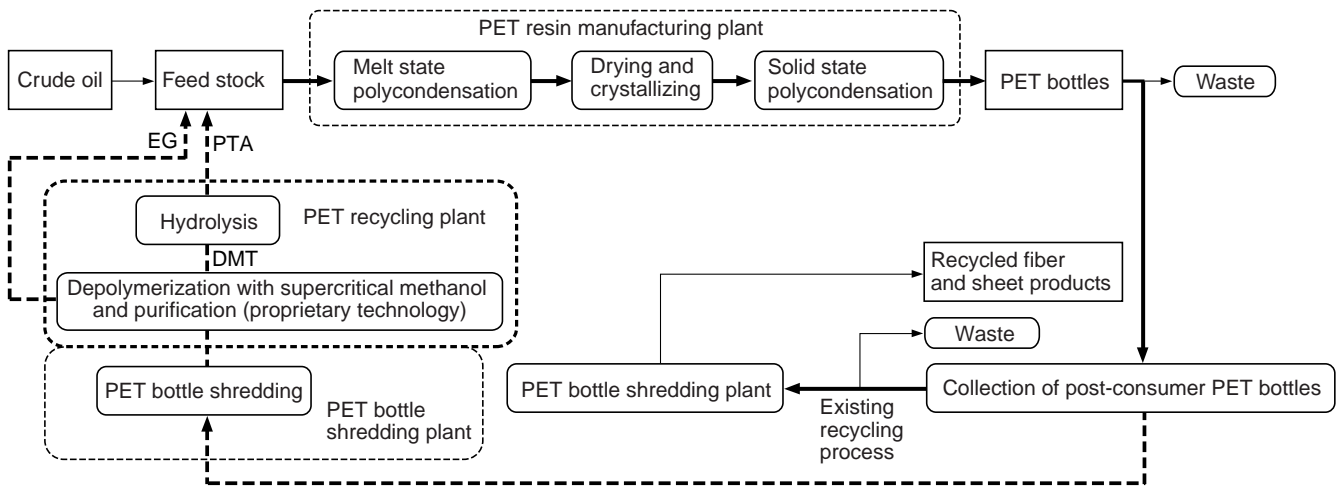 PET resin manufacturing plant
Crude oil
Feed stock
Melt state
polycondensation
Drying and
crystallizing
Solid state
polycondensation
PET bottles
Waste
EG
PTA
Hydrolysis
PET recycling plant
DMT
Depolymerization with supercritical methanol
and purification (proprietary technology)
Recycled fiber
and sheet products
Waste
PET bottle shredding
PET bottle
shredding plant
PET bottle shredding plant
Existing
recycling
process
Collection of post-consumer PET bottles